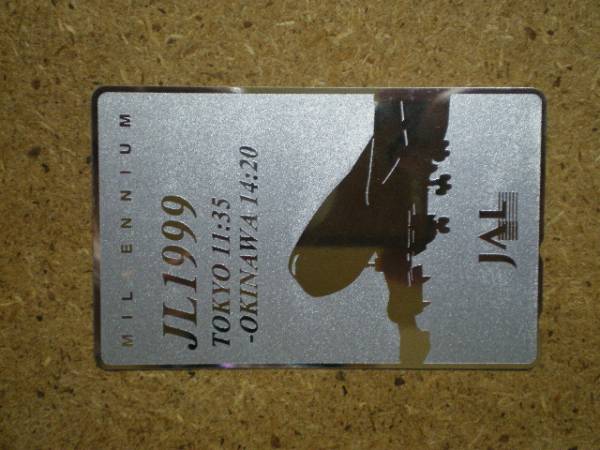 MILLENNIUM
JL1999
TOKYO 11:35
-OKINAWA 14:20
JAL